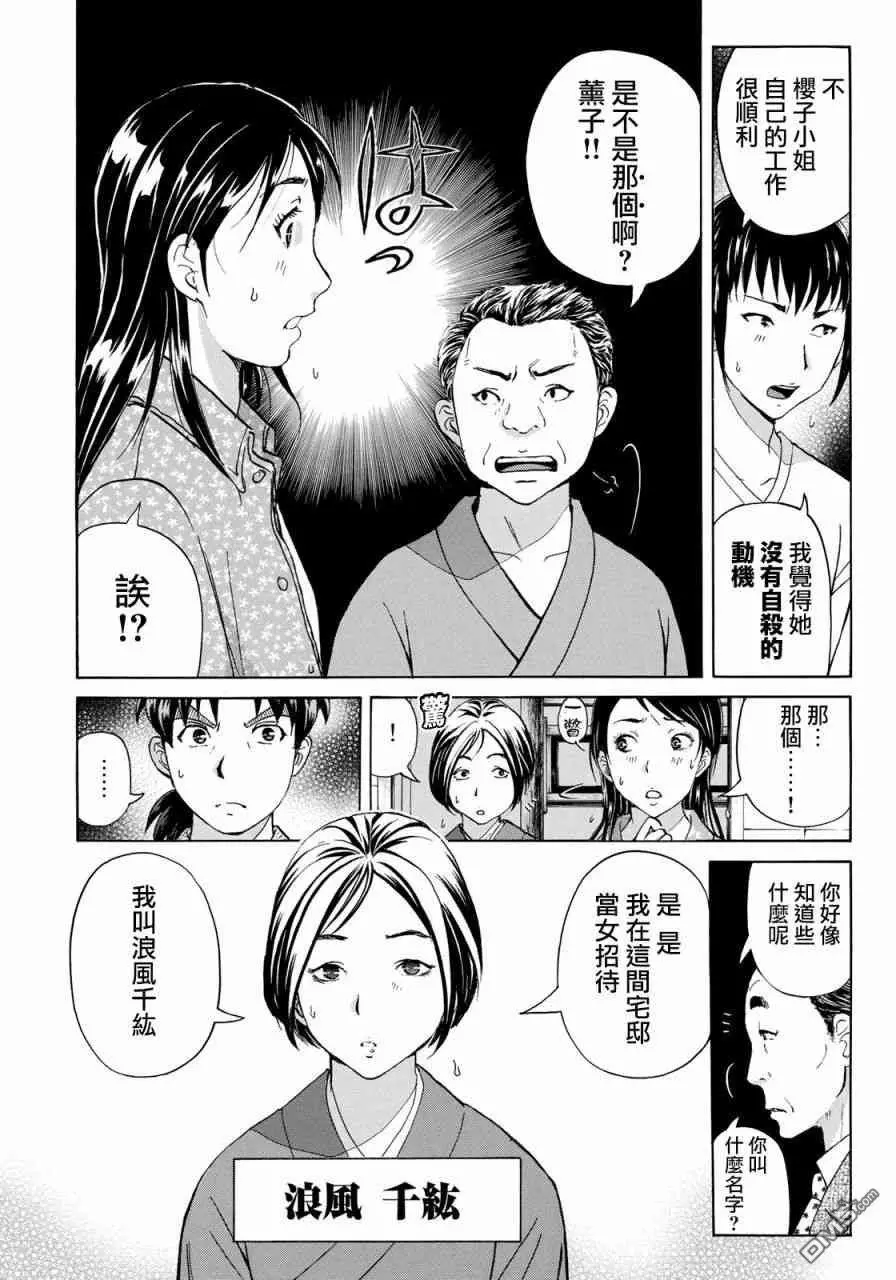 不
櫻子小姐
自己的工作
很順利
我覺得她
沒有自殺的
動機
是不是那個啊?
薰子!!
はっ
誒!?
那…
那個……!
一瞥
驚
!
……
你好像
知道些
什麼呢
你叫
什麼名字?
是 是
我在這間宅邸
當女招待
我叫浪風千紘
浪風 千紘
DM5.com